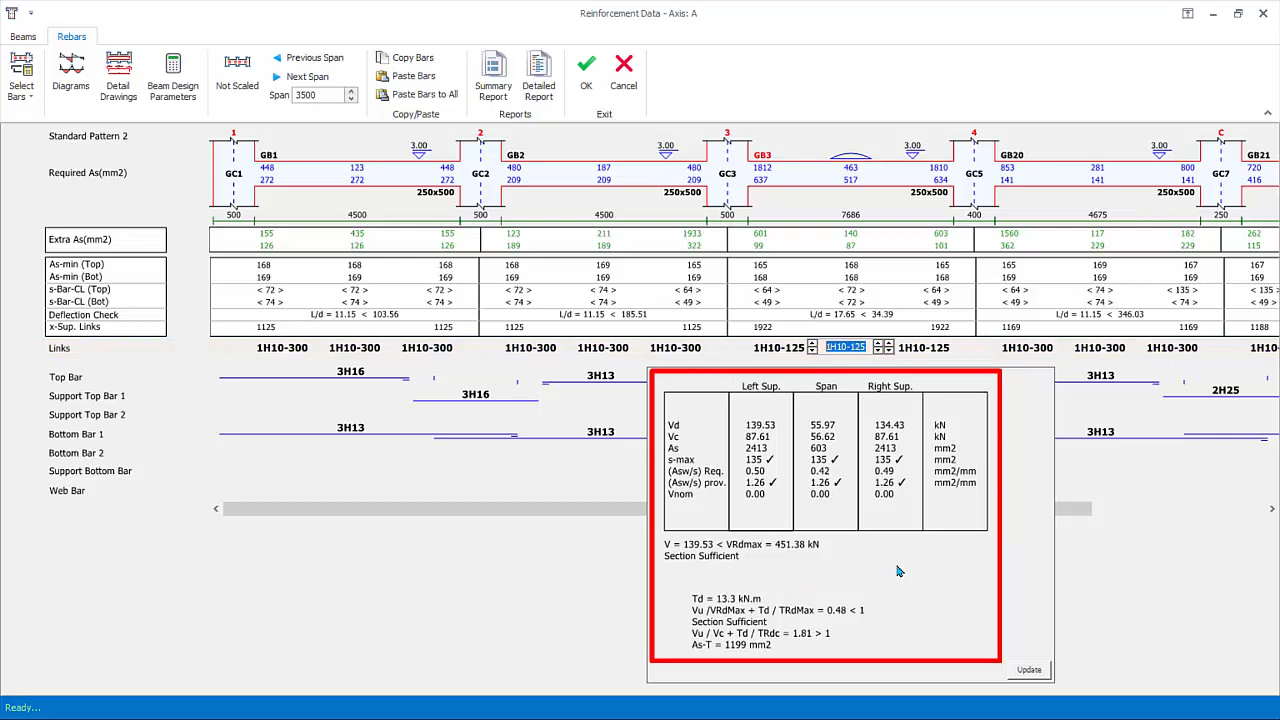 Reinforcement Data - Axis: A
Beams Rebars
Select Bars
Diagrams
Detail Drawings
Beam Design Parameters
Not Scaled
Previous Span
Next Span
Span 3500
Copy Bars
Paste Bars
Paste Bars to All
Copy/Paste
Summary Report
Detailed Report
Reports
OK
Cancel
Exit
Standard Pattern 2
1 2 3 4 C
3.00 3.00 3.00 3.00
GB1 GB2 GB3 GB20 GB21
Required As(mm2)
448 123 448 480 187 480 1812 463 1810 853 281 800 720
GC1 GC2 GC3 GC5 GC7
272 272 272 209 209 209 637 517 634 141 141 141 416
250x500 250x500 250x500 250x500
500 4500 500 4500 500 7686 400 4675 250
Extra As(mm2)
155 435 155 123 211 1933 601 140 603 1560 117 182 262
126 126 126 189 189 322 99 87 101 362 229 229 115
As-min (Top) 168 168 168 168 169 165 165 168 165 165 169 167 167
As-min (Bot) 169 169 169 169 169 168 168 168 168 169 169 169 169
s-Bar-CL (Top) < 72 > < 72 > < 72 > < 74 > < 74 > < 64 > < 64 > < 72 > < 64 > < 64 > < 74 > < 135 > < 135 >
s-Bar-CL (Bot) < 74 > < 74 > < 74 > < 74 > < 74 > < 49 > < 49 > < 72 > < 49 > < 49 > < 74 > < 74 > < 74 >
Deflection Check L/d = 11.15 < 103.56 L/d = 11.15 < 185.51 L/d = 17.65 < 34.39 L/d = 11.15 < 346.03
x-Sup. Links 1125 1125 1125 1125 1922 1922 1169 1169 1188
Links 1H10-300 1H10-300 1H10-300 1H10-300 1H10-300 1H10-300 1H10-125 1H10-125 1H10-125 1H10-300 1H10-300 1H10-300 1H10-
Top Bar 3H16 3H13 3H13
Support Top Bar 1 3H16 2H25
Support Top Bar 2
Bottom Bar 1 3H13 3H13 3H13
Bottom Bar 2
Support Bottom Bar
Web Bar
Left Sup. Span Right Sup.
Vd 139.53 55.97 134.43 kN
Vc 87.61 56.62 87.61 kN
As 2413 603 2413 mm2
s-max 135 ✓ 135 ✓ 135 ✓ mm2
(Asw/s) Req. 0.50 0.42 0.49 mm2/mm
(Asw/s) prov. 1.26 ✓ 1.26 ✓ 1.26 ✓ mm2/mm
Vnom 0.00 0.00 0.00
V = 139.53 < VRdmax = 451.38 kN
Section Sufficient
Td = 13.3 kN.m
Vu /VRdMax + Td / TRdMax = 0.48 < 1
Section Sufficient
Vu / Vc + Td / TRdc = 1.81 > 1
As-T = 1199 mm2
Update
Ready...